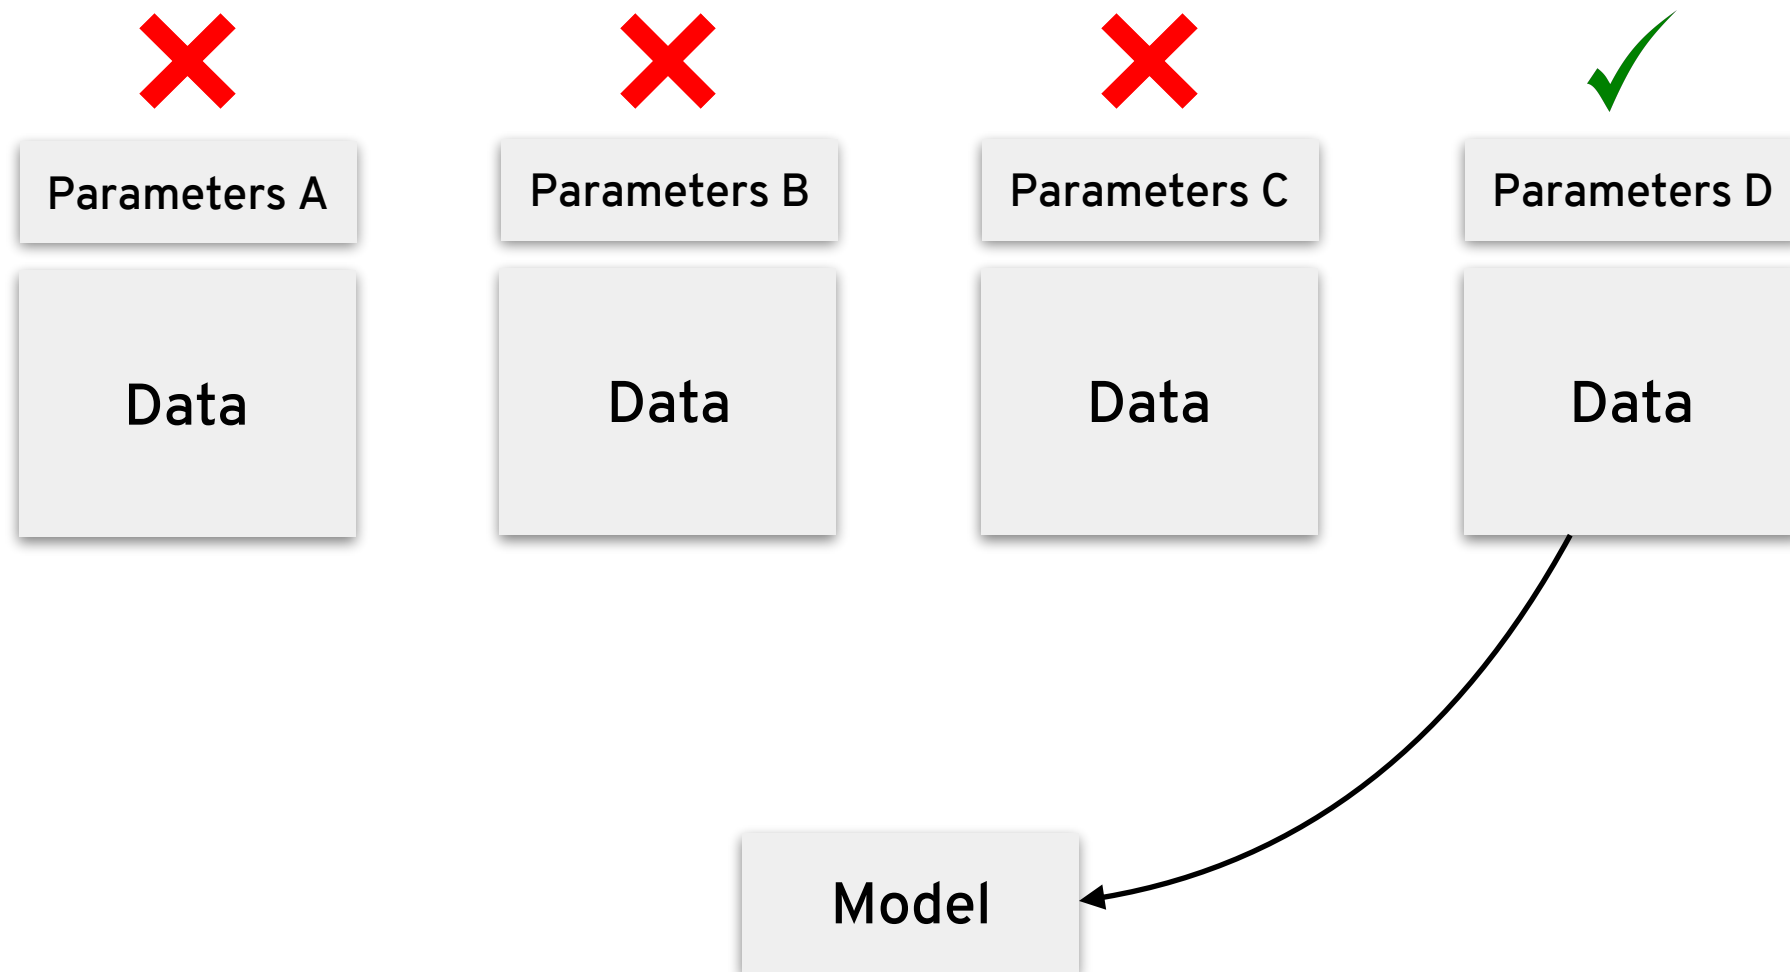 Parameters A
Parameters B
Parameters C
Parameters D
Data
Data
Data
Data
Model